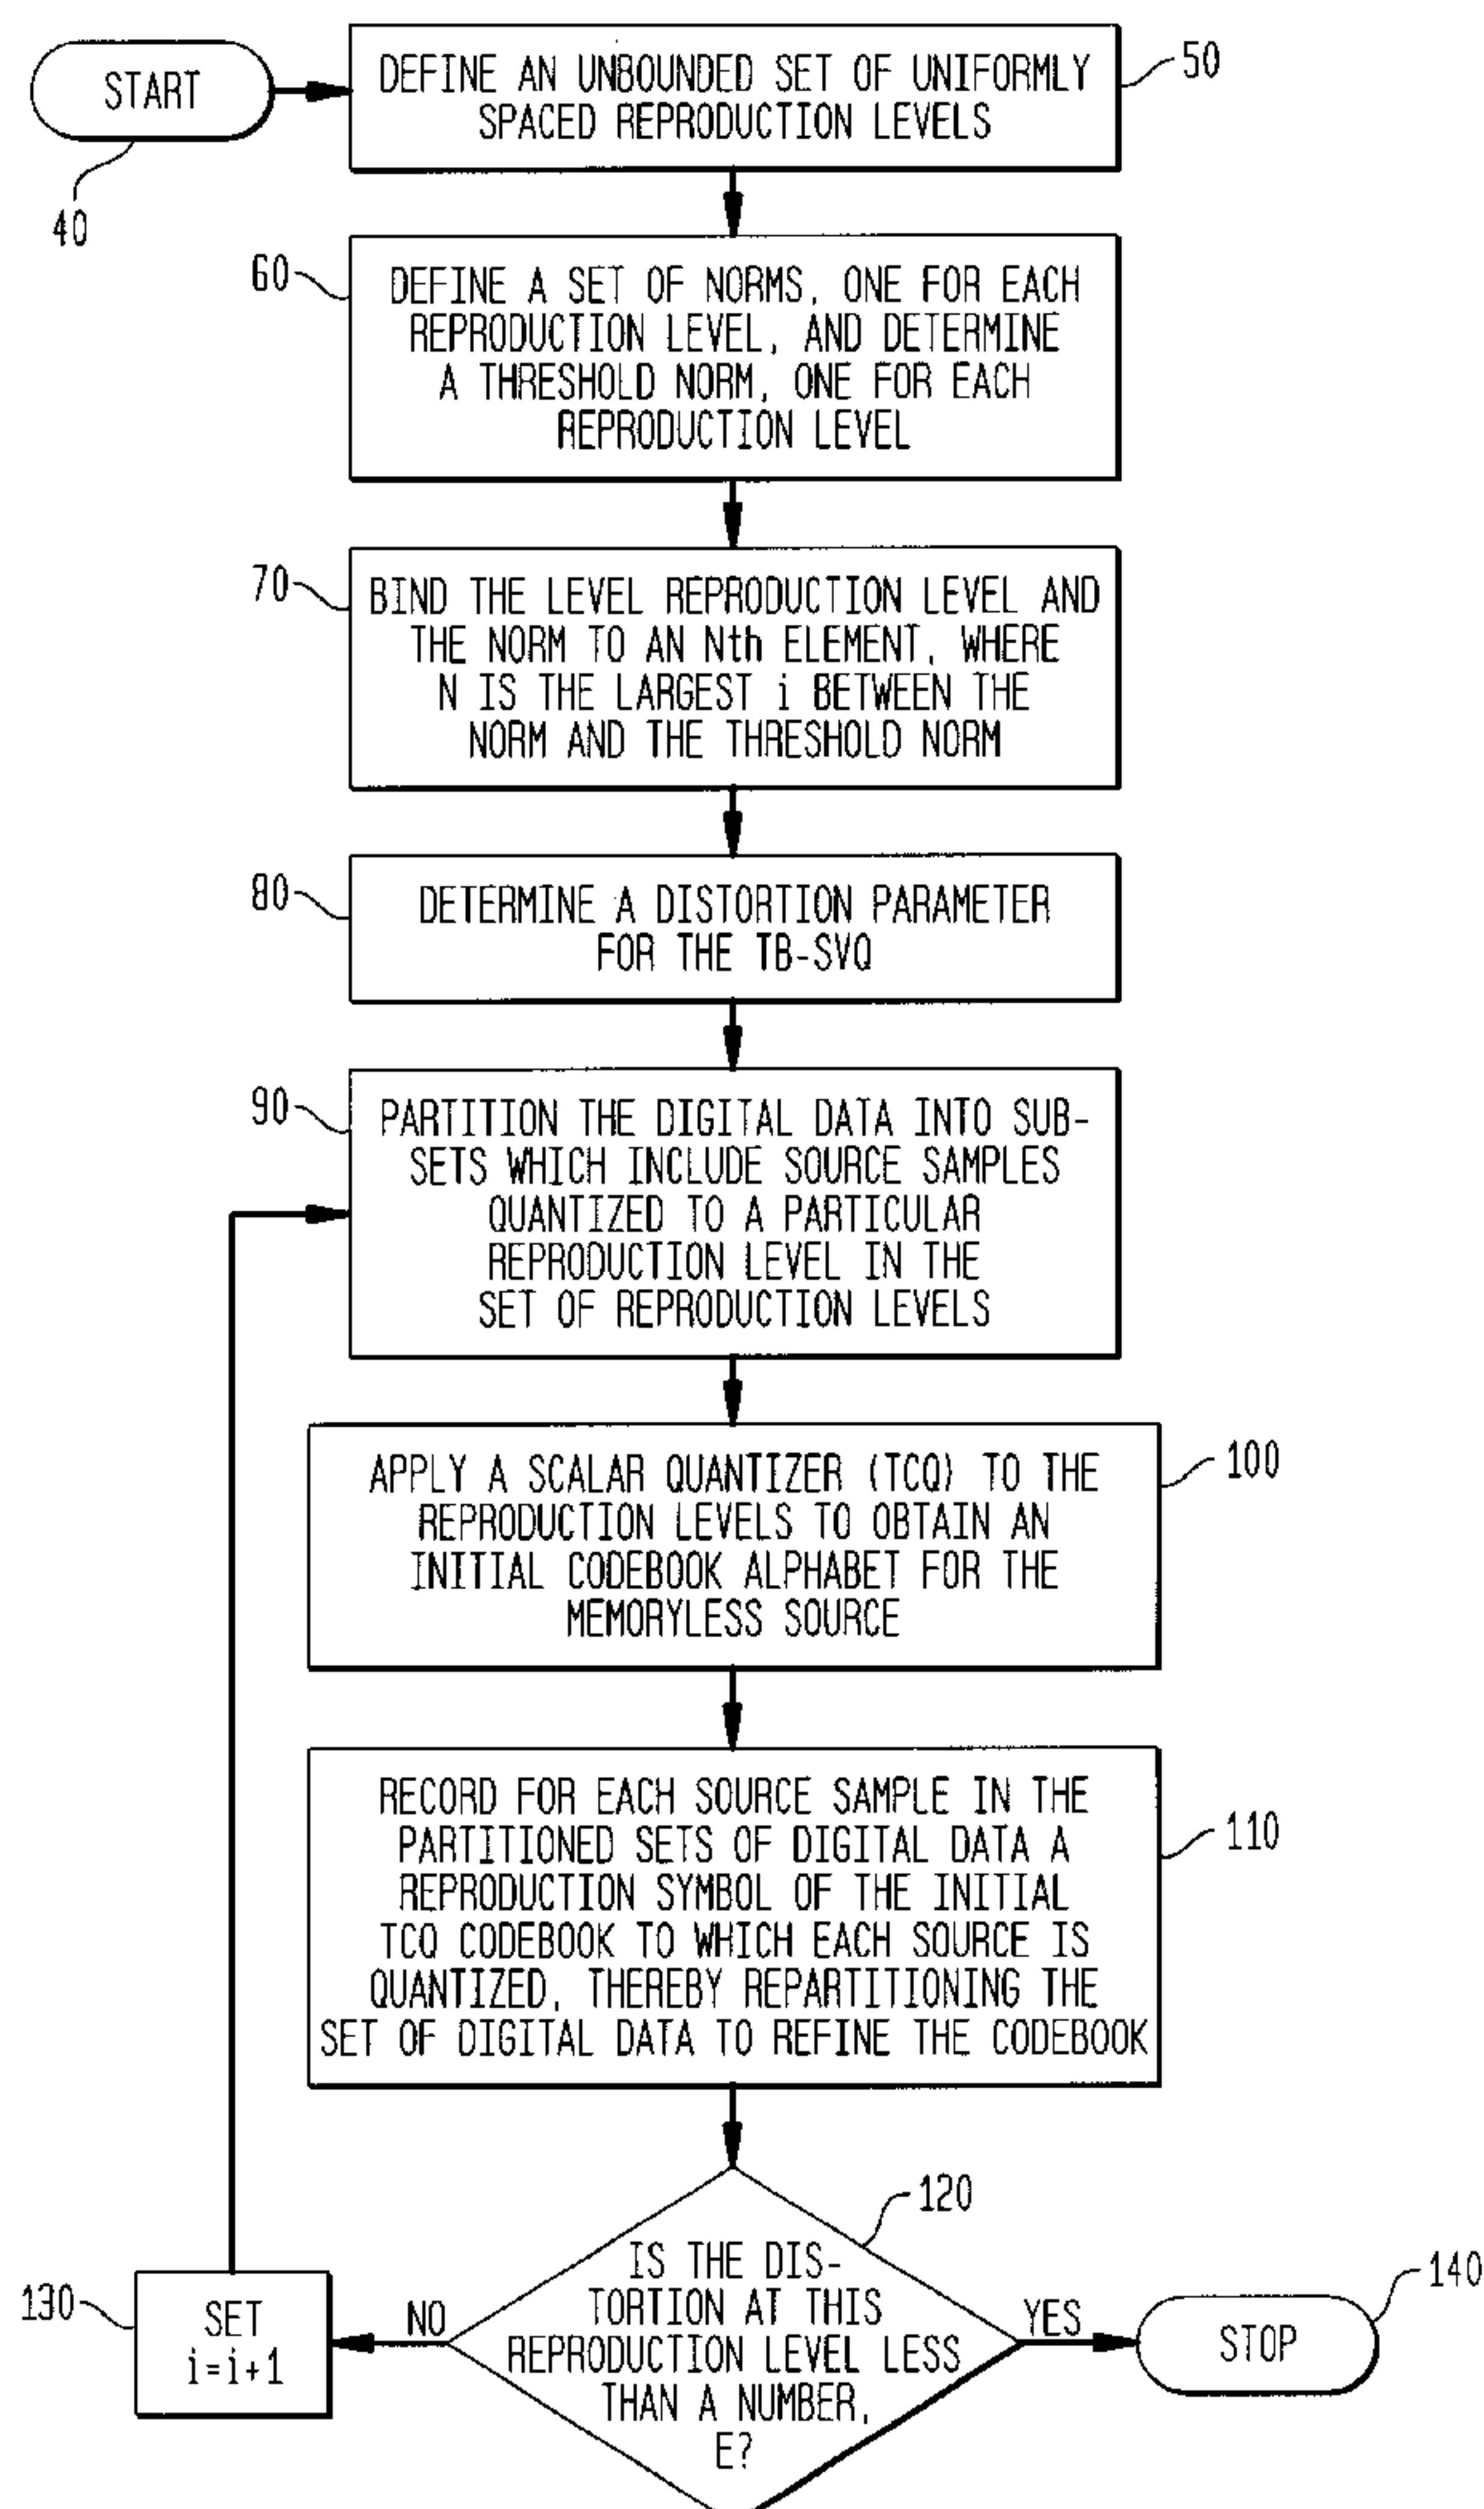 START
DEFINE AN UNBOUNDED SET OF UNIFORMLY
SPACED REPRODUCTION LEVELS
50
40
60
DEFINE A SET OF NORMS, ONE FOR EACH
REPRODUCTION LEVEL, AND DETERMINE
A THRESHOLD NORM, ONE FOR EACH
REPRODUCTION LEVEL
70
BIND THE LEVEL REPRODUCTION LEVEL AND
THE NORM TO AN Nth ELEMENT, WHERE
N IS THE LARGEST i BETWEEN THE
NORM AND THE THRESHOLD NORM
80
DETERMINE A DISTORTION PARAMETER
FOR THE TB-SVQ
90
PARTITION THE DIGITAL DATA INTO SUB-
SETS WHICH INCLUDE SOURCE SAMPLES
QUANTIZED TO A PARTICULAR
REPRODUCTION LEVEL IN THE
SET OF REPRODUCTION LEVELS
APPLY A SCALAR QUANTIZER (TCQ) TO THE
REPRODUCTION LEVELS TO OBTAIN AN
INITIAL CODEBOOK ALPHABET FOR THE
MEMORYLESS SOURCE
100
RECORD FOR EACH SOURCE SAMPLE IN THE
PARTITIONED SETS OF DIGITAL DATA A
REPRODUCTION SYMBOL OF THE INITIAL
TCQ CODEBOOK TO WHICH EACH SOURCE IS
QUANTIZED, THEREBY REPARTITIONING THE
SET OF DIGITAL DATA TO REFINE THE CODEBOOK
110
120
IS THE DIS-
TORTION AT THIS
REPRODUCTION LEVEL LESS
THAN A NUMBER,
E?
NO
130
SET
i=i+1
YES
STOP
140